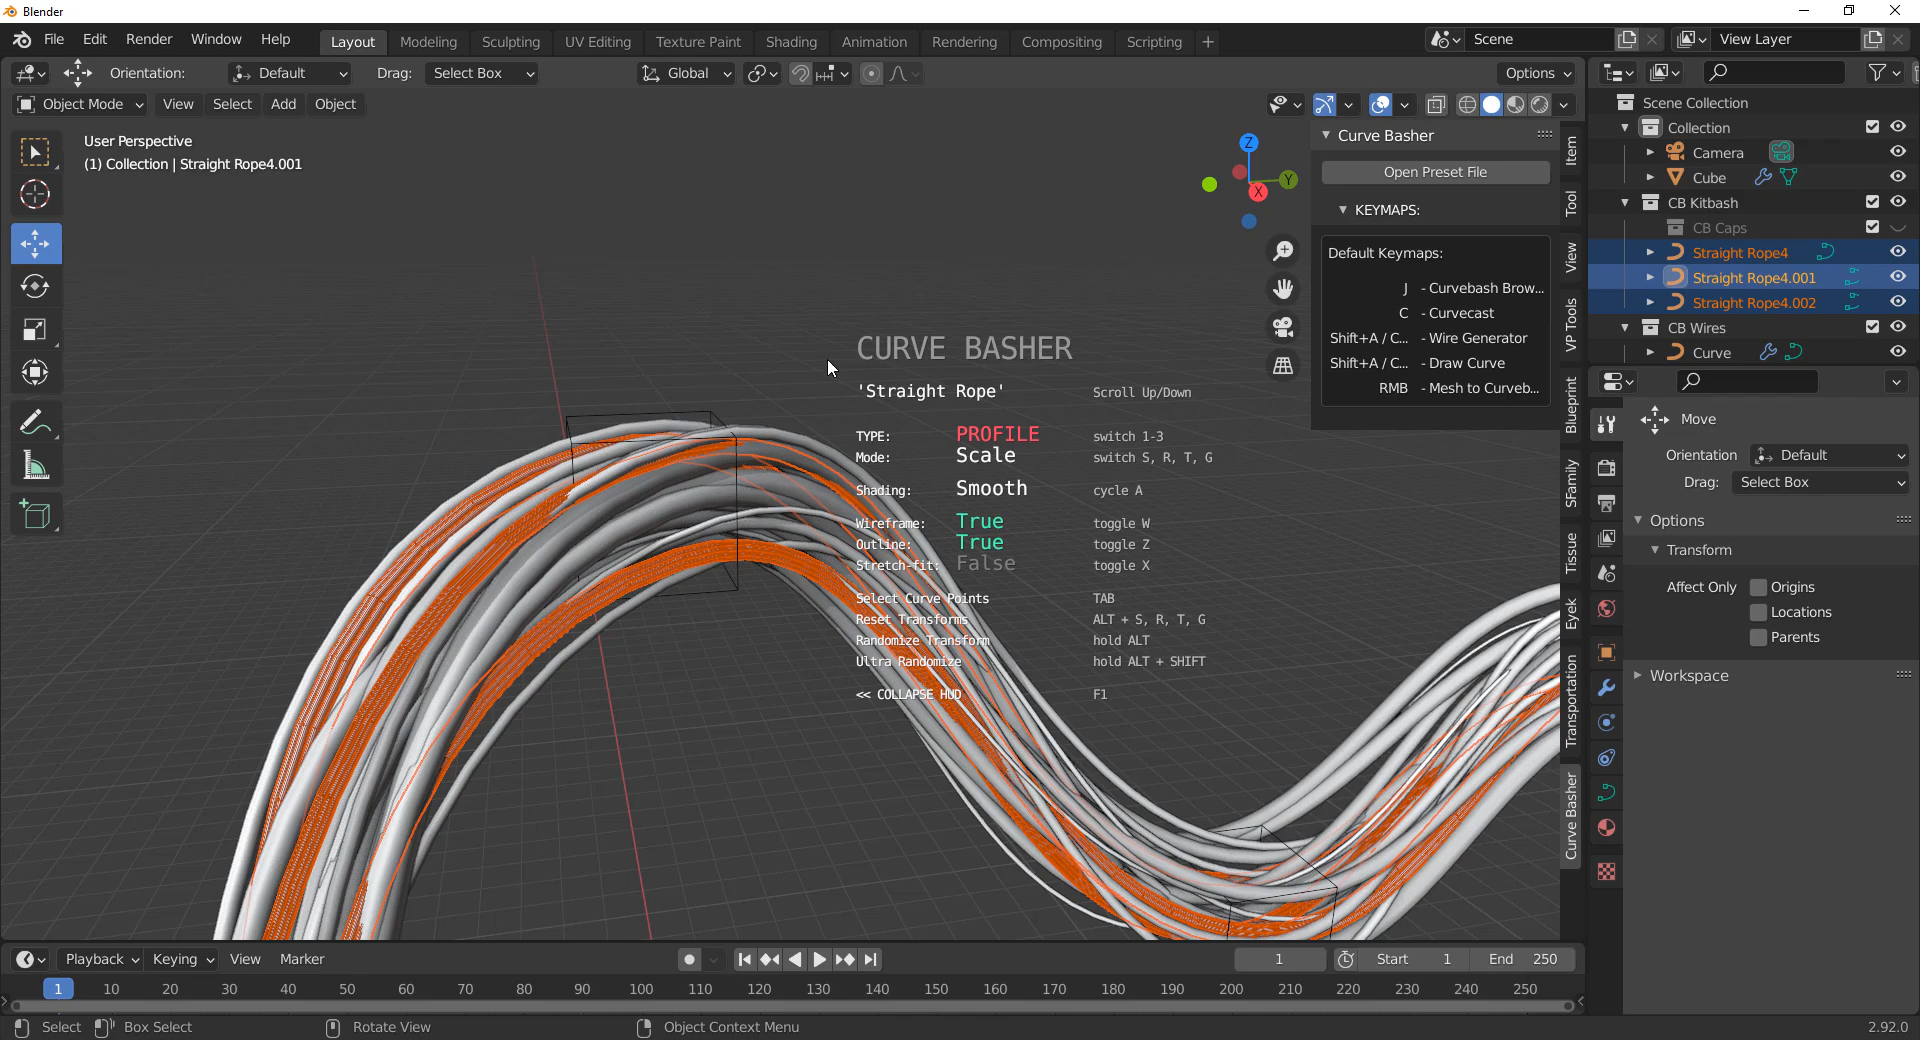 Blender
File Edit Render Window Help Layout Modeling Sculpting UV Editing Texture Paint Shading Animation Rendering Compositing Scripting + Scene View Layer
Orientation: Default Drag: Select Box Global Options
Object Mode View Select Add Object
User Perspective
(1) Collection | Straight Rope4.001
Z
Y
X
CURVE BASHER
'Straight Rope' Scroll Up/Down
TYPE: PROFILE switch 1-3
Mode: Scale switch S, R, T, G
Shading: Smooth cycle A
Wireframe: True toggle W
Outline: True toggle Z
Stretch-fit: False toggle X
Select Curve Points TAB
Reset Transforms ALT + S, R, T, G
Randomize Transform hold ALT
Ultra Randomize hold ALT + SHIFT
<< COLLAPSE HUD F1
Curve Basher
Open Preset File
KEYMAPS:
Default Keymaps:
J - Curvebash Brow...
C - Curvecast
Shift+A / C... - Wire Generator
Shift+A / C... - Draw Curve
RMB - Mesh to Curveb...
Item
Tool
View
VP Tools
Blueprint
SFamily
Tissue
Eyek
Transportation
Curve Basher
Scene Collection
Collection
Camera
Cube
CB Kitbash
CB Caps
Straight Rope4
Straight Rope4.001
Straight Rope4.002
CB Wires
Curve
Move
Orientation Default
Drag: Select Box
Options
Transform
Affect Only Origins
Locations
Parents
Workspace
Playback Keying View Marker 1 Start 1 End 250
1 10 20 30 40 50 60 70 80 90 100 110 120 130 140 150 160 170 180 190 200 210 220 230 240 250
Select Box Select Rotate View Object Context Menu 2.92.0